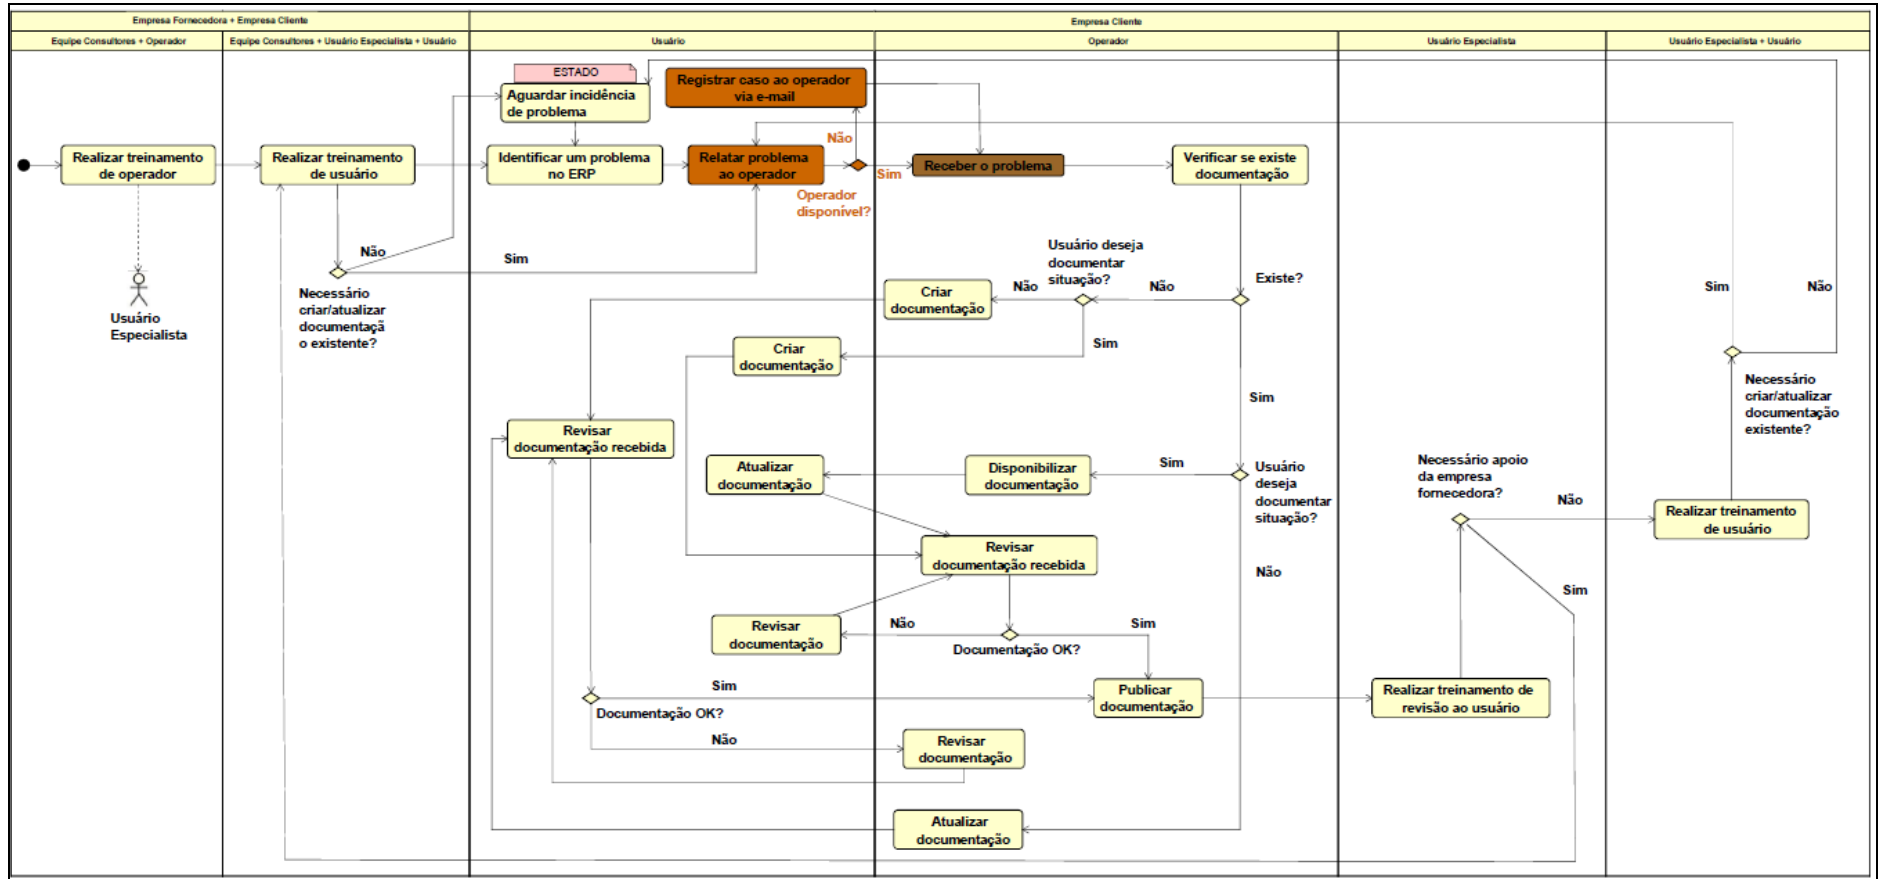 Empresa Fornecedora + Empresa Cliente
Empresa Cliente
Equipe Consultores + Operador
Equipe Consultores + Usuário Especialista + Usuário
Usuário
Operador
Usuário Especialista
Usuário Especialista + Usuário
ESTADO
Aguardar incidência
de problema
Registrar caso ao operador
via e-mail
Não
Realizar treinamento
de operador
Realizar treinamento
de usuário
Identificar um problema
no ERP
Relatar problema
ao operador
Sim
Operador
disponível?
Receber o problema
Verificar se existe
documentação
Usuário
Especialista
Não
Sim
Necessário
criar/atualizar
documentaçã
o existente?
Usuário deseja
documentar
situação?
Não
Não
Existe?
Criar
documentação
Sim
Criar
documentação
Sim
Sim
Não
Necessário
criar/atualizar
documentação
existente?
Revisar
documentação recebida
Atualizar
documentação
Disponibilizar
documentação
Sim
Usuário
deseja
documentar
situação?
Necessário apoio
da empresa
fornecedora?
Não
Realizar treinamento
de usuário
Revisar
documentação recebida
Não
Sim
Revisar
documentação
Não
Sim
Documentação OK?
Sim
Documentação OK?
Publicar
documentação
Realizar treinamento de
revisão ao usuário
Não
Revisar
documentação
Atualizar
documentação